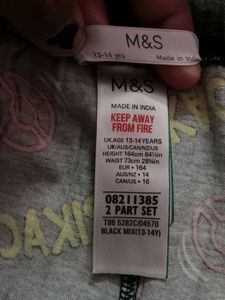 M&S
13-14 yrs
Made in India
M&S
MADE IN INDIA
KEEP AWAY
FROM FIRE
UK.AGE 13-14 YEARS
UK/AUS/CAN/NZ/US
HEIGHT 164cm 64½in
WAIST 73cm 28¾in
EUR • 164
AUS/NZ • 14
CAN/US • 16
08211385
2 PART SET
T86 5282C/04570
BLACK MIX(13-14Y)